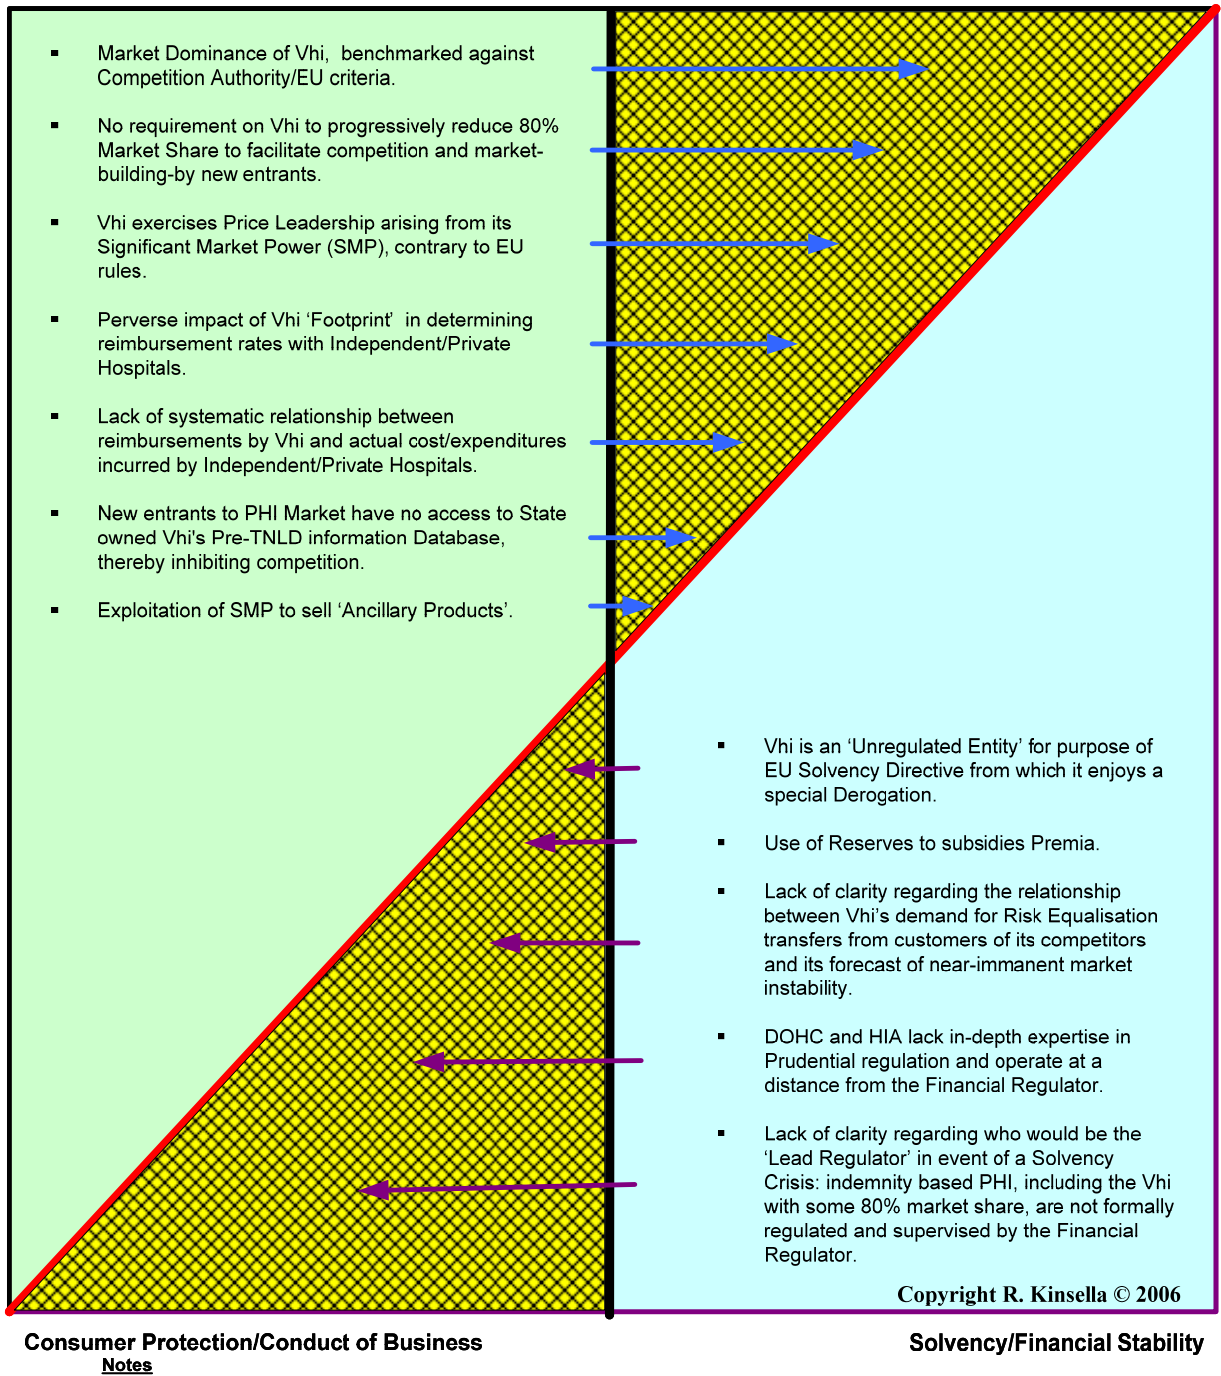 ▪ Market Dominance of Vhi,  benchmarked against
Competition Authority/EU criteria.
▪ No requirement on Vhi to progressively reduce 80%
Market Share to facilitate competition and market-
building-by new entrants.
▪ Vhi exercises Price Leadership arising from its
Significant Market Power (SMP), contrary to EU
rules.
▪ Perverse impact of Vhi ‘Footprint’  in determining
reimbursement rates with Independent/Private
Hospitals.
▪ Lack of systematic relationship between
reimbursements by Vhi and actual cost/expenditures
incurred by Independent/Private Hospitals.
▪ New entrants to PHI Market have no access to State
owned Vhi's Pre-TNLD information Database,
thereby inhibiting competition.
▪ Exploitation of SMP to sell ‘Ancillary Products’.
▪ Vhi is an ‘Unregulated Entity’ for purpose of
EU Solvency Directive from which it enjoys a
special Derogation.
▪ Use of Reserves to subsidies Premia.
▪ Lack of clarity regarding the relationship
between Vhi’s demand for Risk Equalisation
transfers from customers of its competitors
and its forecast of near-immanent market
instability.
▪ DOHC and HIA lack in-depth expertise in
Prudential regulation and operate at a
distance from the Financial Regulator.
▪ Lack of clarity regarding who would be the
‘Lead Regulator’ in event of a Solvency
Crisis: indemnity based PHI, including the Vhi
with some 80% market share, are not formally
regulated and supervised by the Financial
Regulator.
Copyright R. Kinsella © 2006
Consumer Protection/Conduct of Business
Solvency/Financial Stability
Notes